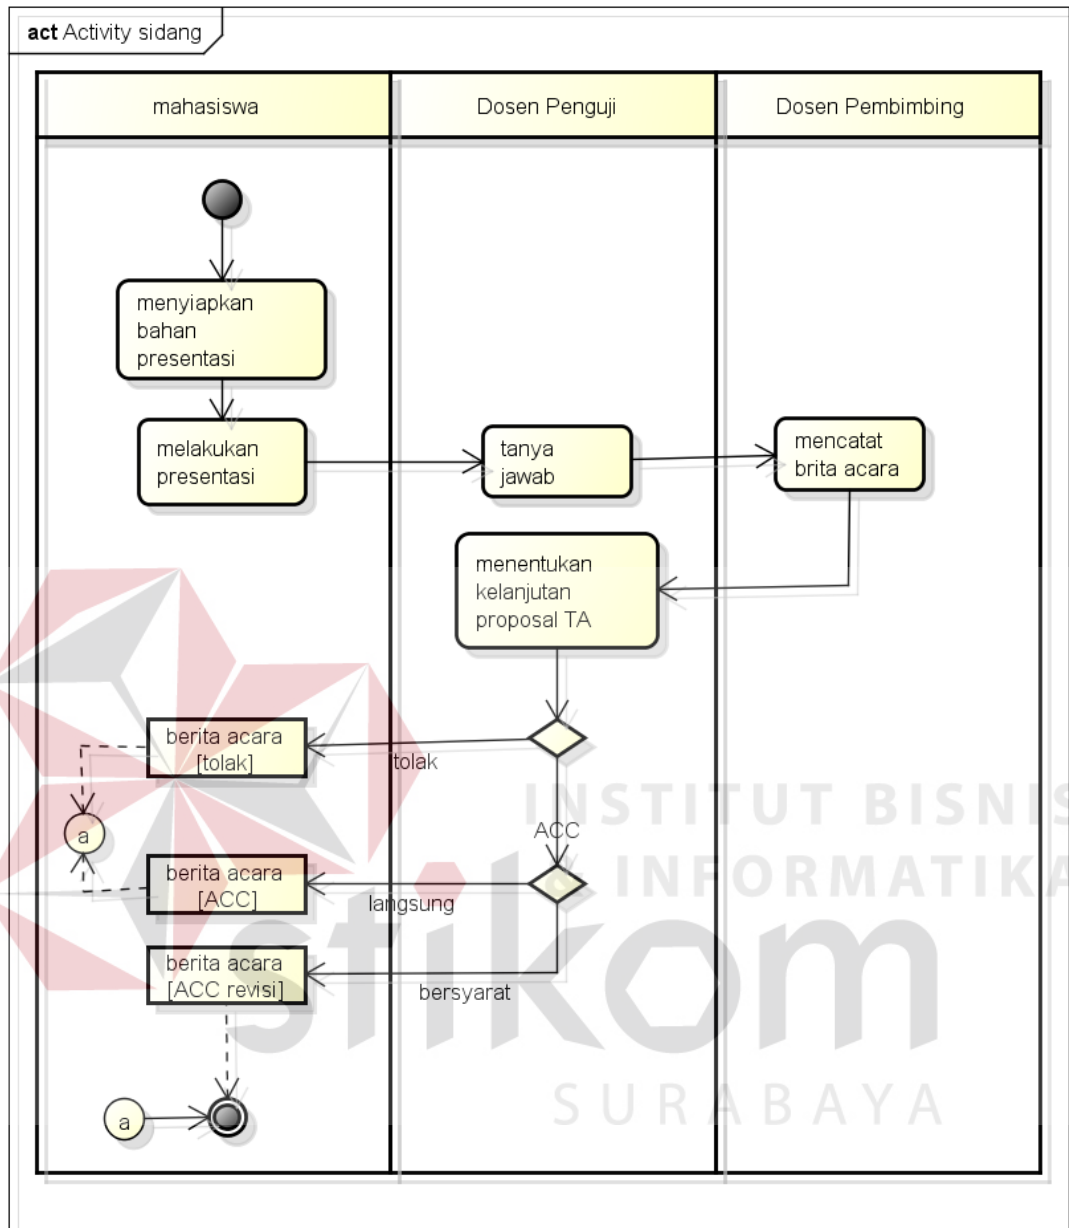 act Activity sidang
mahasiswa
Dosen Penguji
Dosen Pembimbing
menyiapkan
bahan
presentasi
melakukan
presentasi
tanya
jawab
mencatat
brita acara
menentukan
kelanjutan
proposal TA
berita acara
[tolak]
tolak
a
ACC
berita acara
[ACC]
langsung
berita acara
[ACC revisi]
bersyarat
a
INSTITUT BISNIS
& INFORMATIKA
stikom
SURABAYA